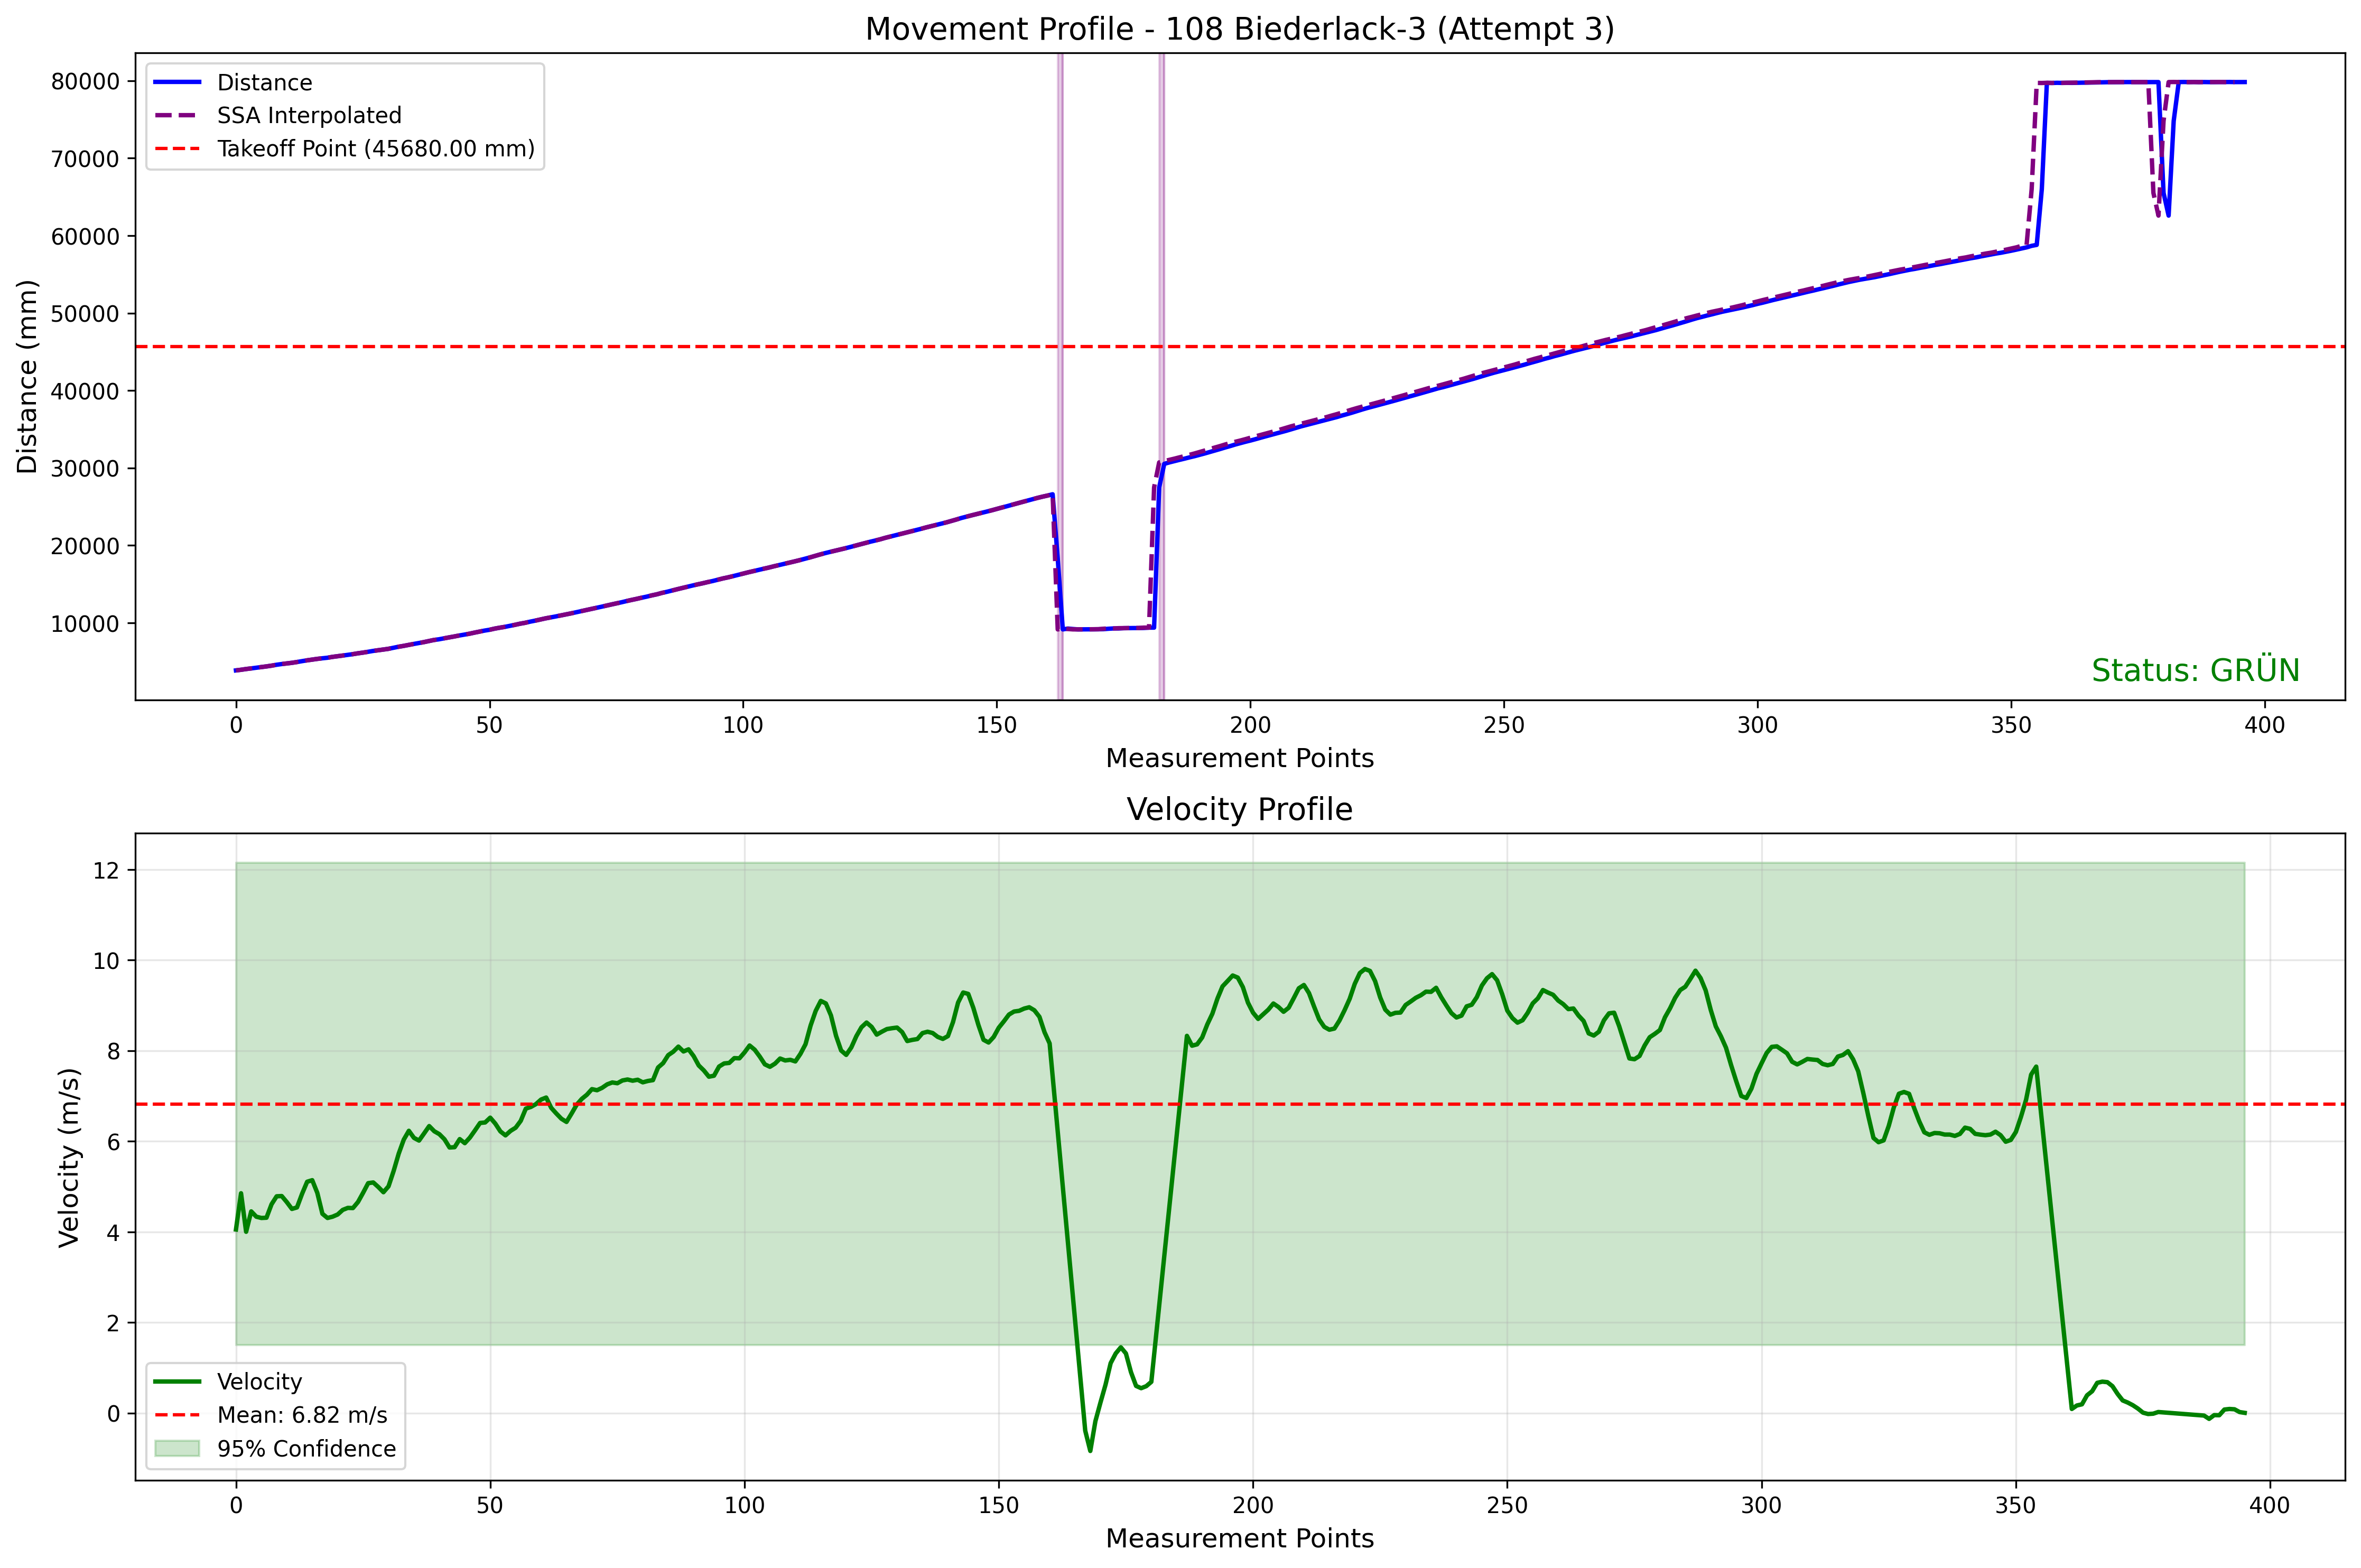 Movement Profile - 108 Biederlack-3 (Attempt 3)
Distance
SSA Interpolated
Takeoff Point (45680.00 mm)
Distance (mm)
80000
70000
60000
50000
40000
30000
20000
10000
Status: GRÜN
0 50 100 150 200 250 300 350 400
Measurement Points
Velocity Profile
Velocity (m/s)
12
10
8
6
4
2
0
Velocity
Mean: 6.82 m/s
95% Confidence
0 50 100 150 200 250 300 350 400
Measurement Points